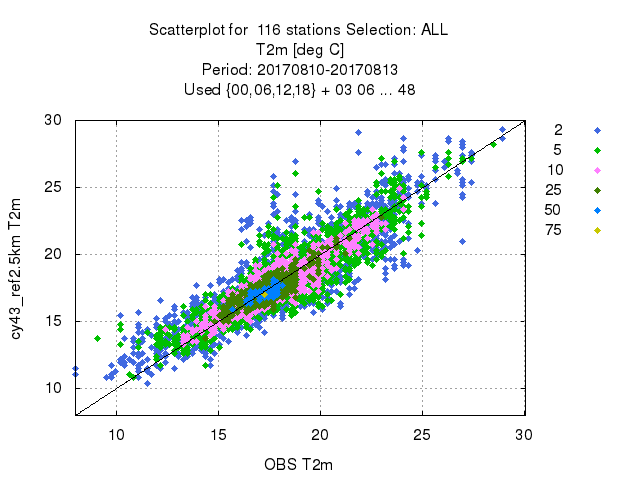 Scatterplot for  116 stations Selection: ALL
T2m [deg C]
Period: 20170810-20170813
Used {00,06,12,18} + 03 06 ... 48
cy43_ref2.5km T2m
30
25
20
15
10
10 15 20 25 30
OBS T2m
2
5
10
25
50
75